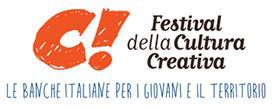 C!
Festival
della Cultura
Creativa
LE BANCHE ITALIANE PER I GIOVANI E IL TERRITORIO